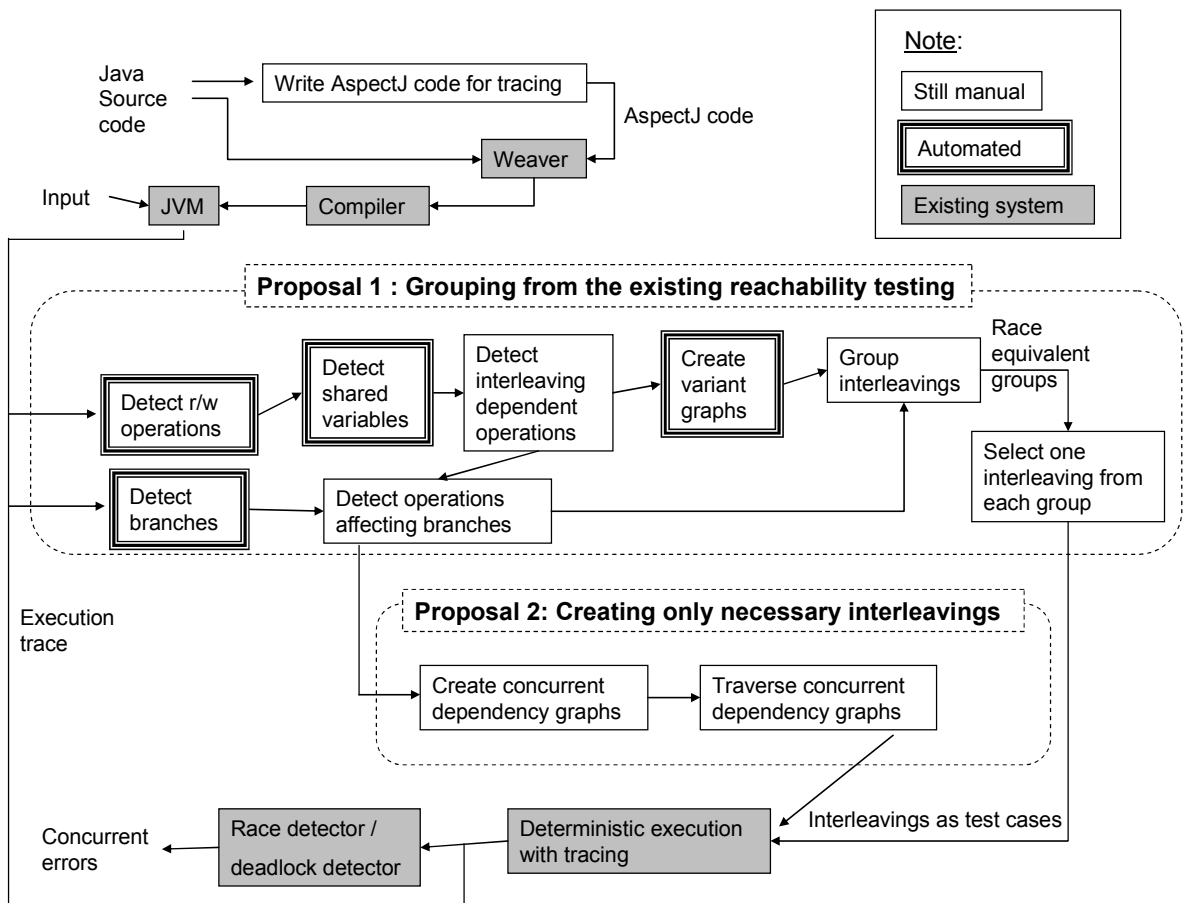 Note:
Still manual
Automated
Existing system
Java
Source
code
Write AspectJ code for tracing
AspectJ code
Weaver
Input
JVM
Compiler
Proposal 1 : Grouping from the existing reachability testing
Detect r/w
operations
Detect
shared
variables
Detect
interleaving
dependent
operations
Create
variant
graphs
Group
interleavings
Race
equivalent
groups
Detect
branches
Detect operations
affecting branches
Select one
interleaving from
each group
Execution
trace
Proposal 2: Creating only necessary interleavings
Create concurrent
dependency graphs
Traverse concurrent
dependency graphs
Concurrent
errors
Race detector /
deadlock detector
Deterministic execution
with tracing
Interleavings as test cases